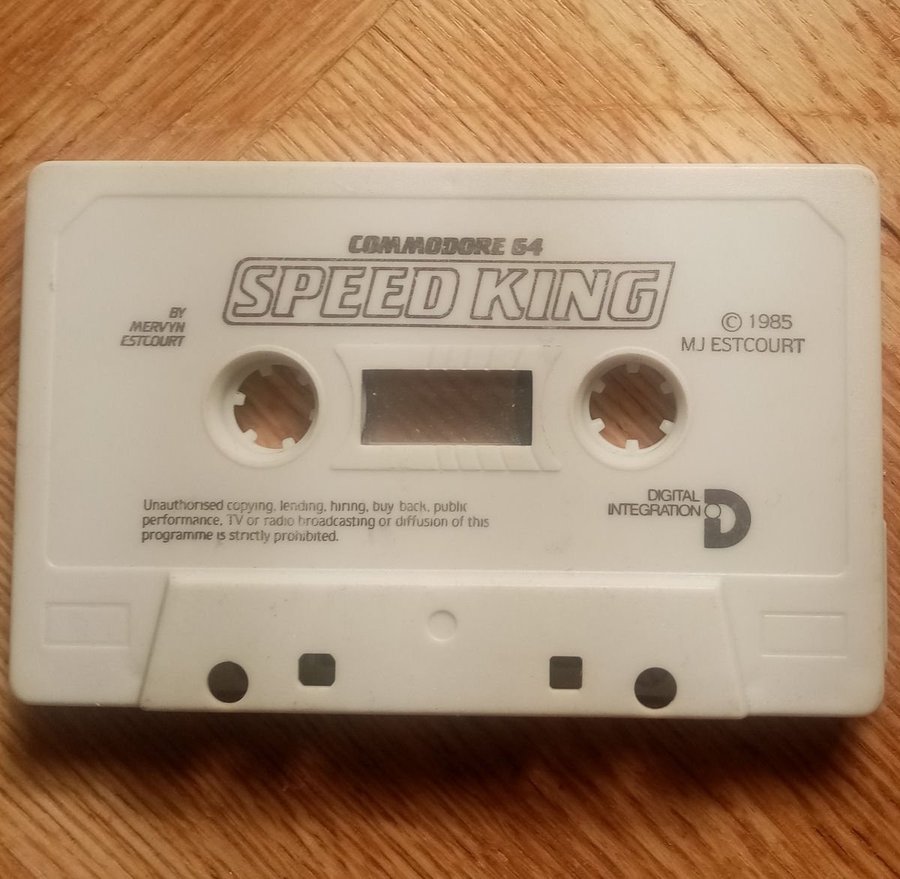 COMMODORE 64
SPEED KING
BY
MERVYN
ESTCOURT
© 1985
MJ ESTCOURT
Unauthorised copying, lending, hiring, buy back, public
performance, TV or radio broadcasting or diffusion of this
programme is strictly prohibited.
DIGITAL
INTEGRATION